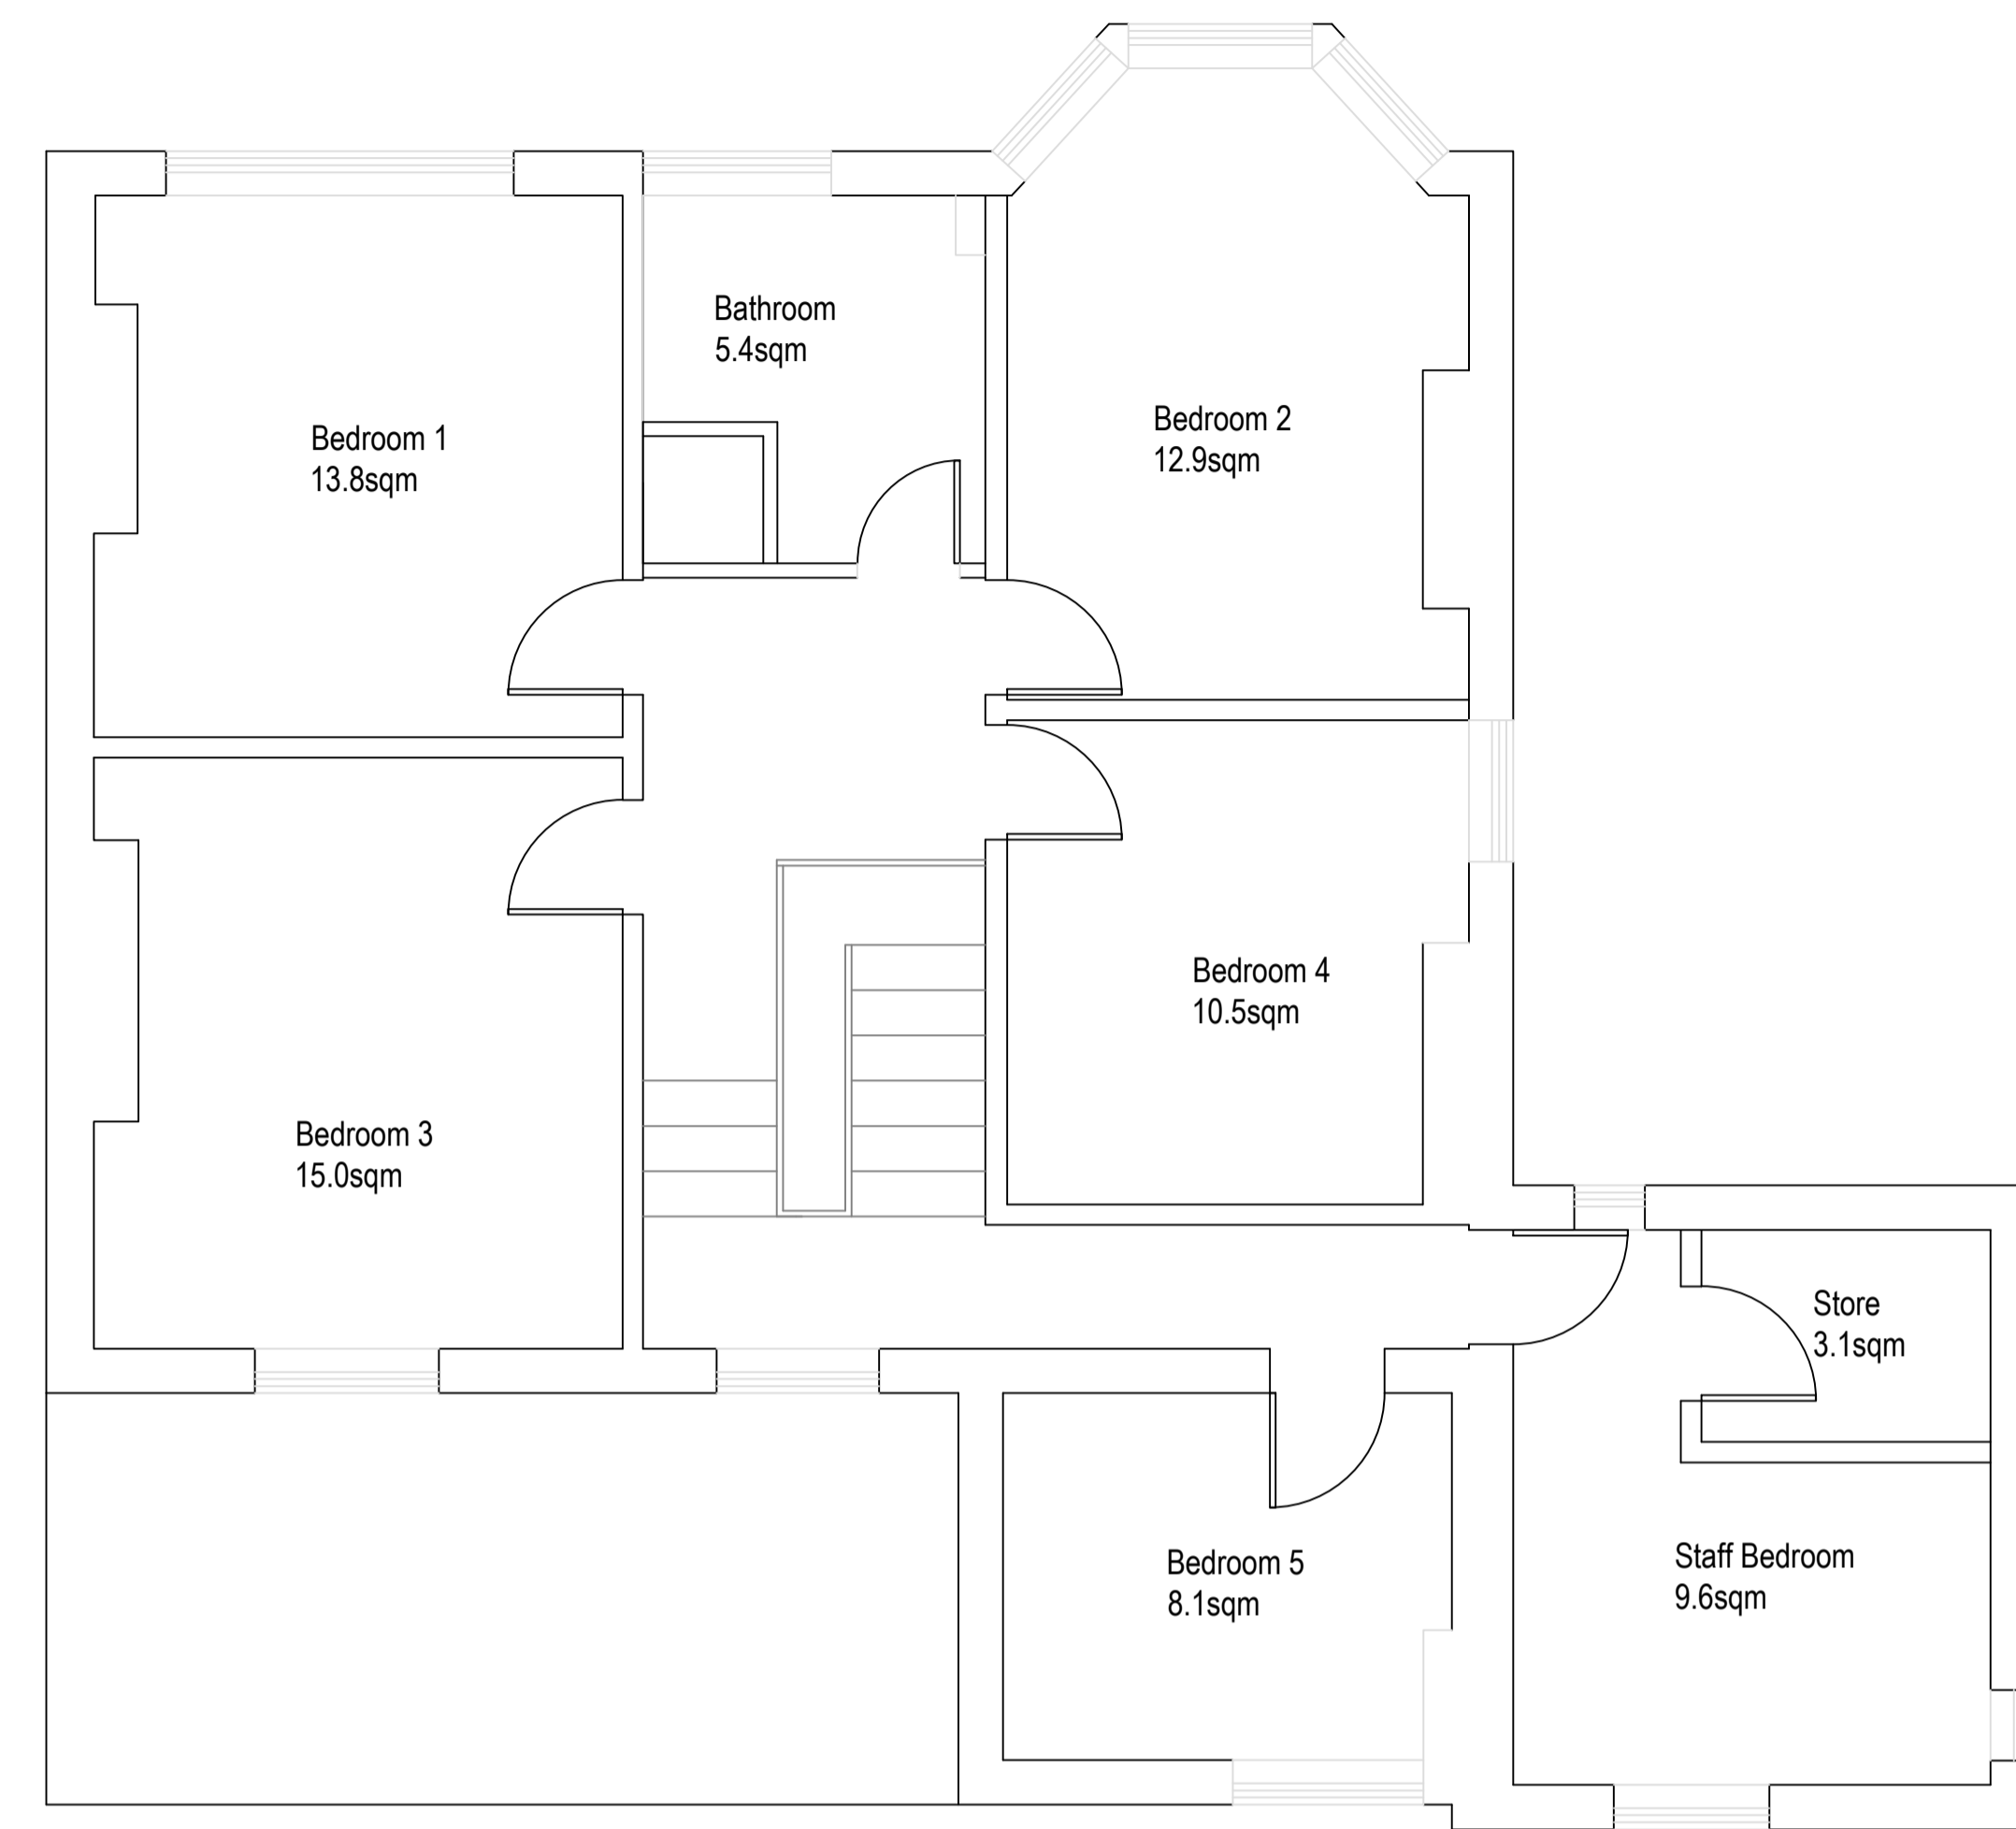 Bathroom
5.4sqm
Bedroom 1
13.8sqm
Bedroom 2
12.9sqm
Bedroom 4
10.5sqm
Bedroom 3
15.0sqm
Store
3.1sqm
Bedroom 5
8.1sqm
Staff Bedroom
9.6sqm